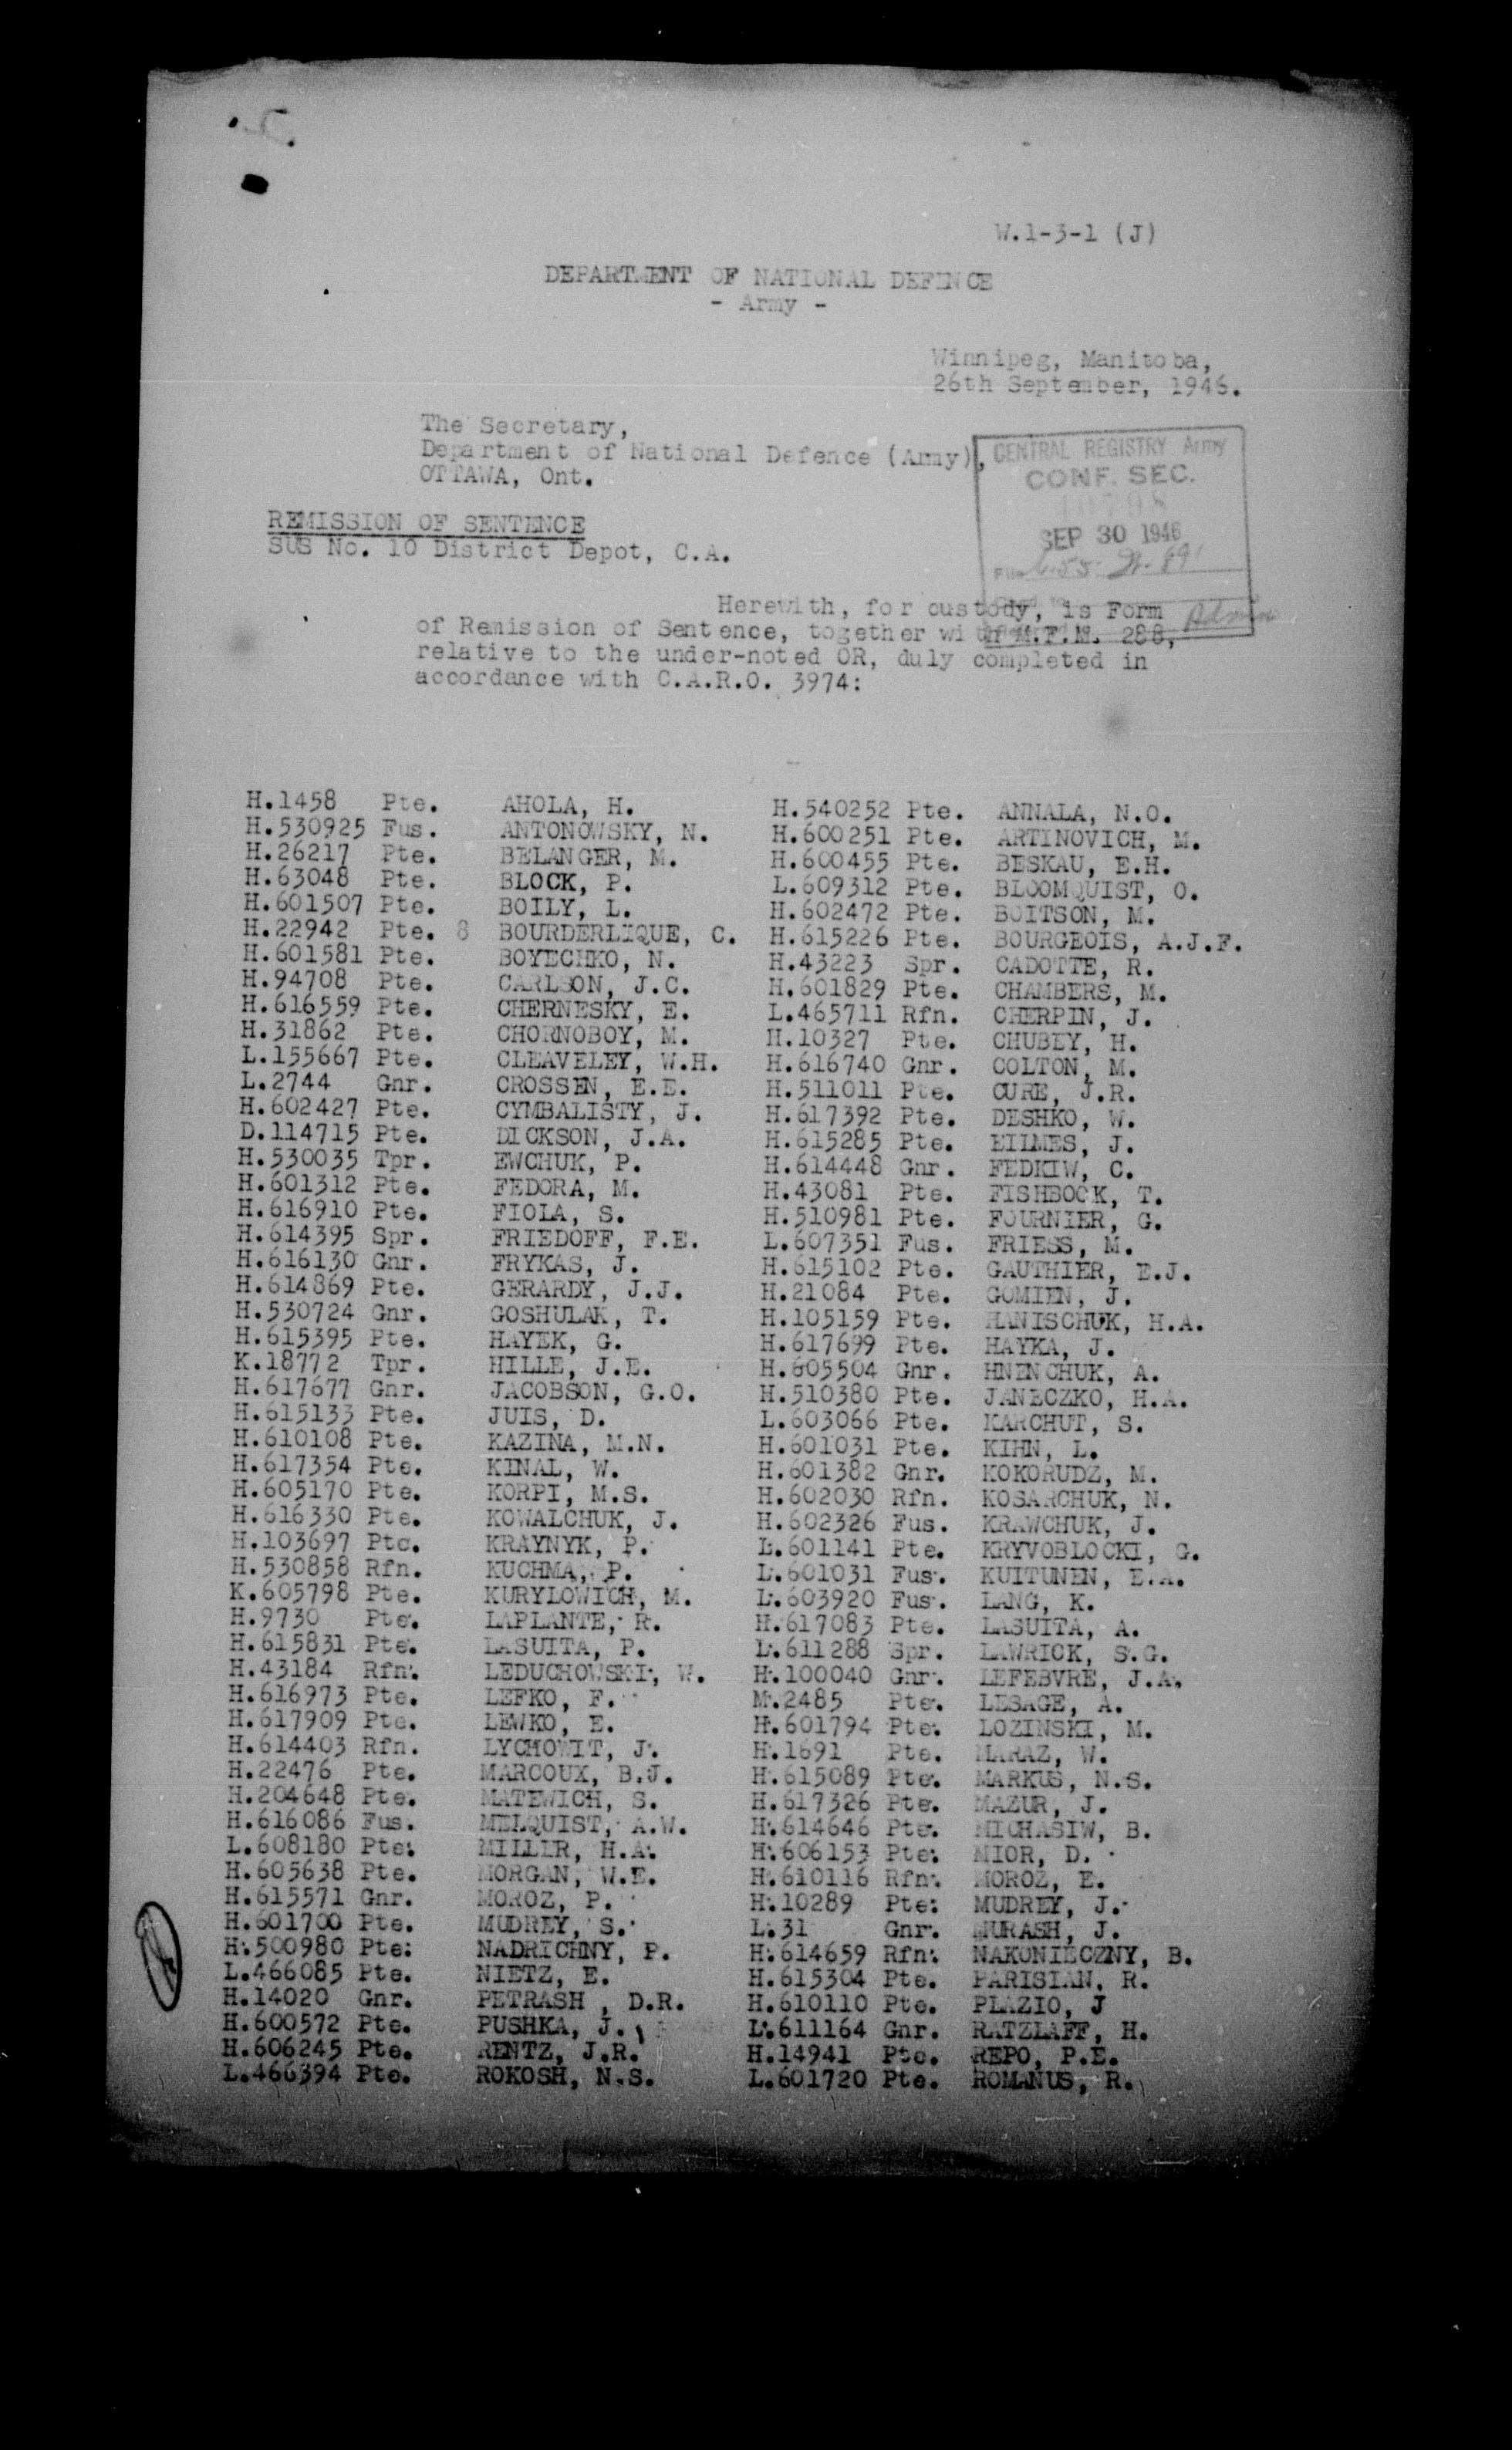 W.1-3-1 (J)
DEPARTMENT OF NATIONAL DEFENCE
- Army -
Winnipeg, Manitoba,
26th September, 1946.
The Secretary,
Department of National Defence (Army),
OTTAWA, Ont.
CENTRAL REGISTRY Army
CONF. SEC.
SEP 30 1946
REMISSION OF SENTENCE
SUS No. 10 District Depot, C.A.
Herewith, for custody, is Form
of Remission of Sentence, together with M.F.M. 288,
relative to the under-noted OR, duly completed in
accordance with C.A.R.O. 3974:
Admin
H.1458 Pte. AHOLA, H. H.540252 Pte. ANNALA, N.O.
H.530925 Fus. ANTONOWSKY, N. H.600251 Pte. ARTINOVICH, M.
H.26217 Pte. BELANGER, M. H.600455 Pte. BESKAU, E.H.
H.63048 Pte. BLOCK, P. L.609312 Pte. BLOOMQUIST, O.
H.601507 Pte. BOILY, L. H.602472 Pte. BOITSON, M.
H.22942 Pte. 8 BOURDERLIQUE, C. H.615226 Pte. BOURGEOIS, A.J.F.
H.601581 Pte. BOYECHKO, N. H.43223 Spr. CADOTTE, R.
H.94708 Pte. CARLSON, J.C. H.601829 Pte. CHAMBERS, M.
H.616559 Pte. CHERNESKY, E. L.465711 Rfn. CHERPIN, J.
H.31862 Pte. CHORNOBOY, M. H.10327 Pte. CHUBEY, H.
L.155667 Pte. CLEAVELEY, W.H. H.616740 Gnr. COLTON, M.
L.2744 Gnr. CROSSEN, E.E. H.511011 Pte. CURE, J.R.
H.602427 Pte. CYMBALISTY, J. H.617392 Pte. DESHKO, W.
D.114715 Pte. DICKSON, J.A. H.615285 Pte. EILMES, J.
H.530035 Tpr. EWCHUK, P. H.614448 Gnr. FEDKIW, C.
H.601312 Pte. FEDORA, M. H.43081 Pte. FISHBOOK, T.
H.616910 Pte. FIOLA, S. H.510981 Pte. FOURNIER, G.
H.614395 Spr. FRIEDOFF, F.E. L.607351 Fus. FRIESS, M.
H.616130 Gnr. FRYKAS, J. H.615102 Pte. GAUTHIER, E.J.
H.614869 Pte. GERARDY, J.J. H.21084 Pte. GOMIEN, J.
H.530724 Gnr. GOSHULAK, T. H.105159 Pte. HANISCHUK, H.A.
H.615395 Pte. HAYEK, G. H.617699 Pte. HAYKA, J.
K.18772 Tpr. HILLE, J.E. H.605504 Gnr. HNENCHUK, A.
H.617677 Gnr. JACOBSON, G.O. H.510380 Pte. JANECZKO, H.A.
H.615133 Pte. JUIS, D. L.603066 Pte. KARCHUT, S.
H.610108 Pte. KAZINA, M.N. H.601031 Pte. KIHN, L.
H.617354 Pte. KINAL, W. H.601382 Gnr. KOKORUDZ, M.
H.605170 Pte. KORPI, M.S. H.602030 Rfn. KOSARCHUK, N.
H.616330 Pte. KOWALCHUK, J. H.602326 Fus. KRAWCHUK, J.
H.103697 Pte. KRAYNYK, P. L.601141 Pte. KRYVOBLOCKI, G.
H.530858 Rfn. KUCHMA, P. L.601031 Fus. KUITUNEN, E.A.
K.605798 Pte. KURYLOWICH, M. L.603920 Fus. LANG, K.
H.9730 Pte. LAPLANTE, R. H.617083 Pte. LASUITA, A.
H.615831 Pte. LASUITA, P. L.611288 Spr. LAWRICK, S.G.
H.43184 Rfn. LEDUCHOWSKI, W. H.100040 Gnr. LEFEBVRE, J.A.
H.616973 Pte. LEFKO, F. M.2485 Pte. LESAGE, A.
H.617909 Pte. LEWKO, E. H.601794 Pte. LOZINSKI, M.
H.614403 Rfn. LYCHOWIT, J. H.1691 Pte. MARAZ, W.
H.22476 Pte. MARCOUX, B.J. H.615089 Pte. MARKUS, N.S.
H.204648 Pte. MATEWICH, S. H.617326 Pte. MAZUR, J.
H.616086 Fus. MELQUIST, A.W. H.614646 Pte. MICHASIW, B.
L.608180 Pte. MILLER, H.A. H.606153 Pte. MIOR, D.
H.605638 Pte. MORGAN, W.E. H.610116 Rfn. MOROZ, E.
H.615571 Gnr. MOROZ, P. H.10289 Pte. MUDREY, J.
H.601700 Pte. MUDREY, S. L.31 Gnr. MURASH, J.
H.500980 Pte. NADRICHNY, P. H.614659 Rfn. NAKONIECZNY, B.
L.466085 Pte. NIETZ, E. H.615304 Pte. PARISIAN, R.
H.14020 Gnr. PETRASH , D.R. H.610110 Pte. PLAZIO, J
H.600572 Pte. PUSHKA, J. L.611164 Gnr. RATZLAFF, H.
H.606245 Pte. RENTZ, J.R. H.14941 Pte. REPO, P.E.
L.466394 Pte. ROKOSH, N.S. L.601720 Pte. ROMANUS, R.